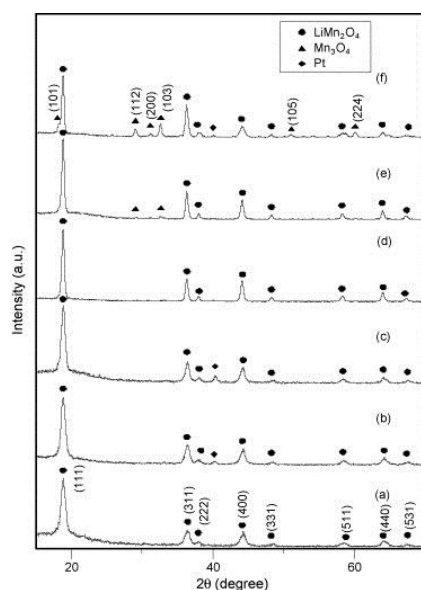 LiMn₂O₄
Mn₃O₄
Pt
(f)
(101)
(112)
(200)
(103)
(105)
(224)
(e)
(d)
(c)
(b)
(a)
(111)
(311)
(222)
(400)
(331)
(511)
(440)
(531)
Intensity (a.u.)
20 40 60
2θ (degree)